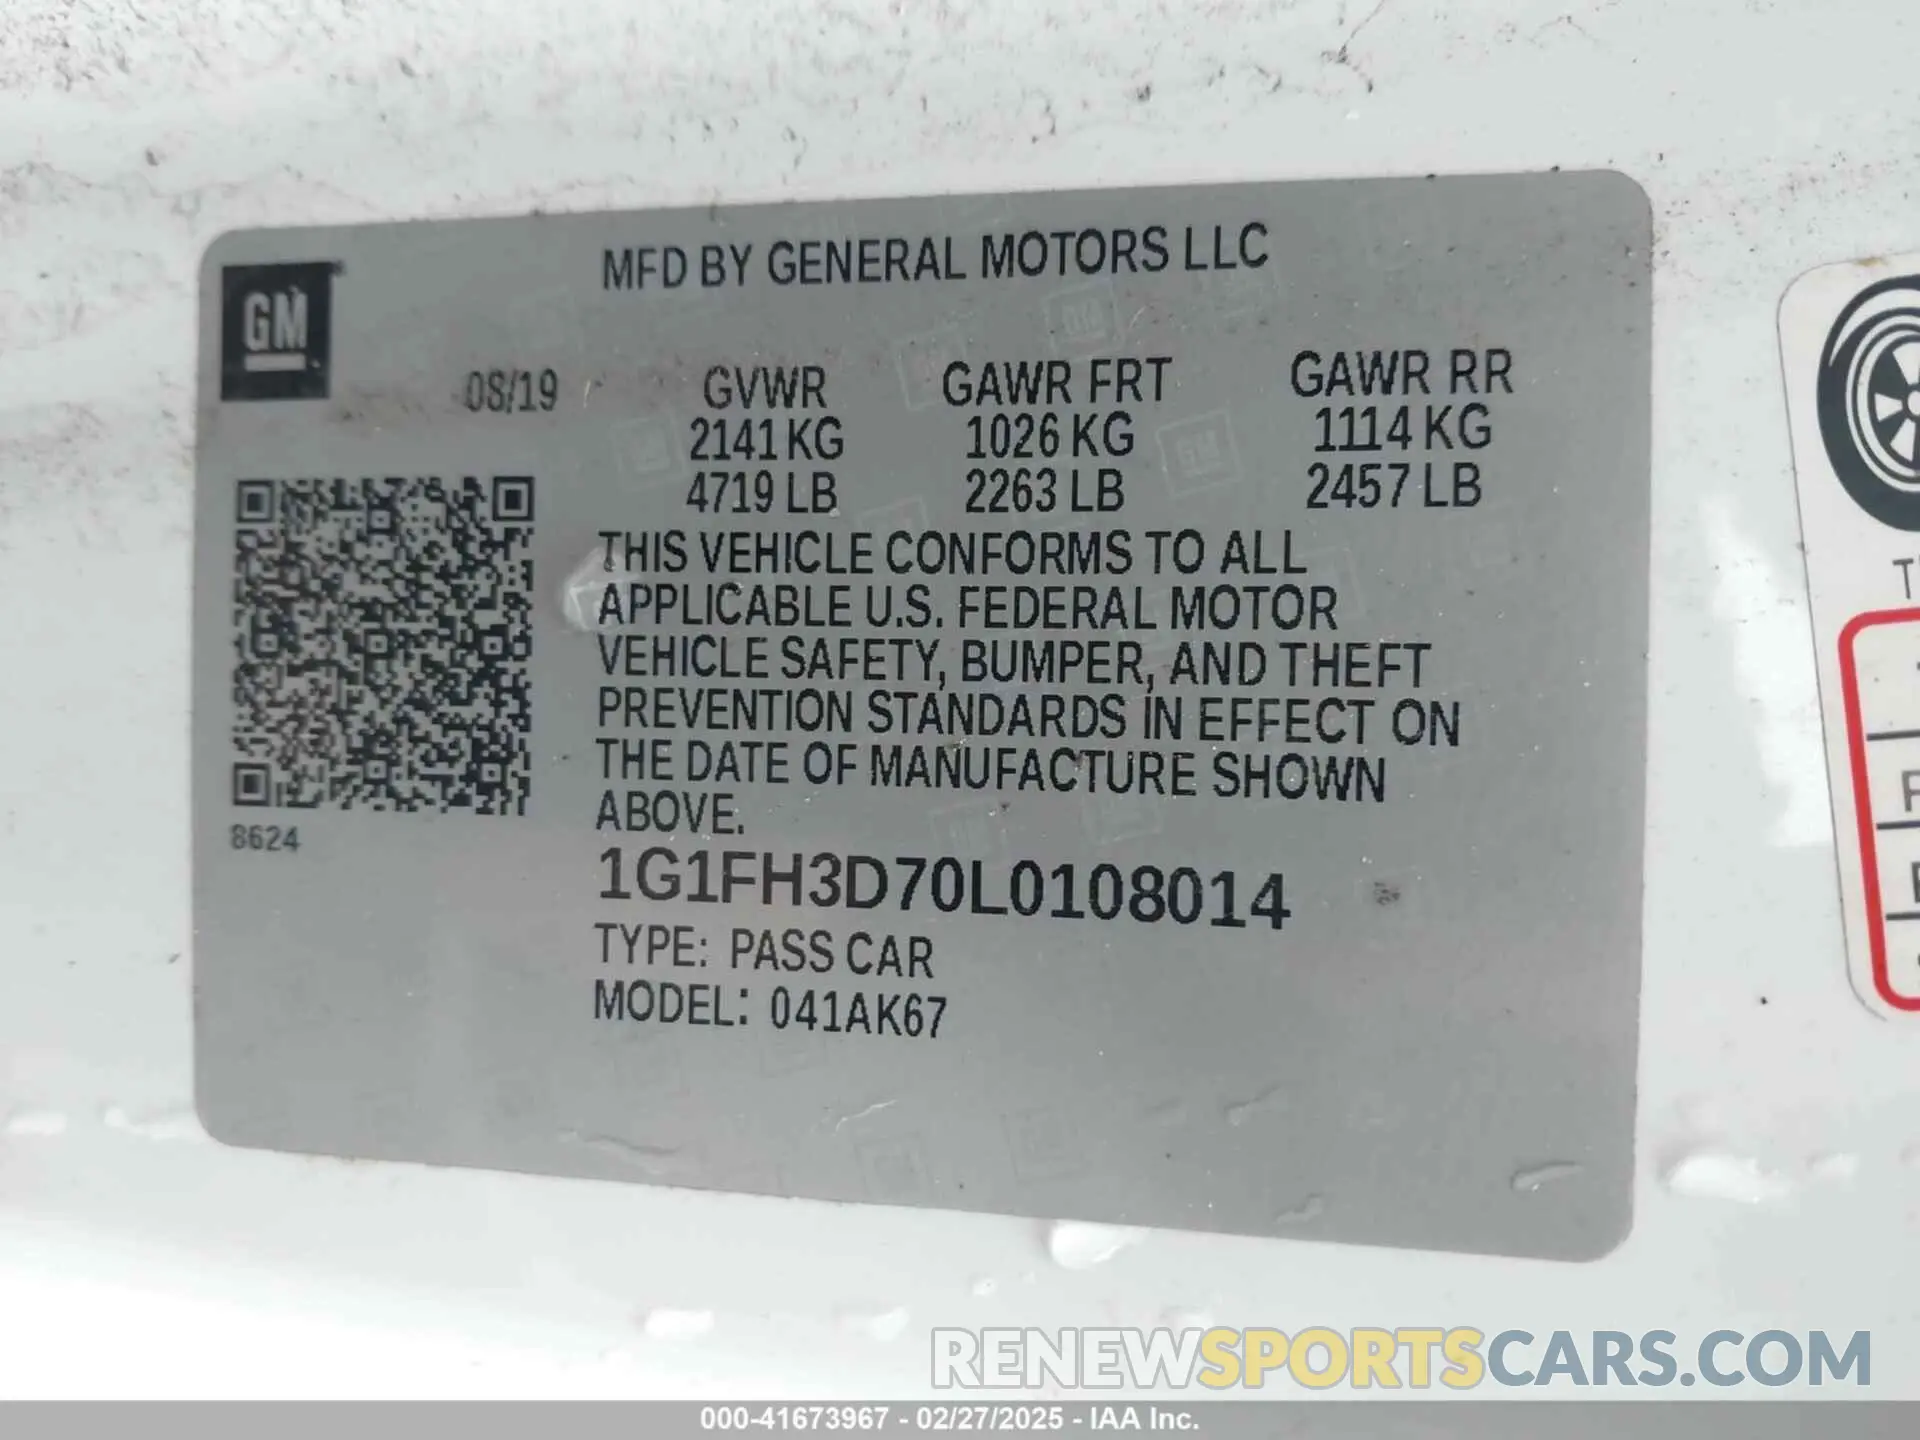 MFD BY GENERAL MOTORS LLC
GM
08/19 GVWR GAWR FRT GAWR RR
2141 KG 1026 KG 1114 KG
4719 LB 2263 LB 2457 LB
THIS VEHICLE CONFORMS TO ALL
APPLICABLE U.S. FEDERAL MOTOR
VEHICLE SAFETY, BUMPER, AND THEFT
PREVENTION STANDARDS IN EFFECT ON
THE DATE OF MANUFACTURE SHOWN
ABOVE.
8624
1G1FH3D70L0108014
TYPE: PASS CAR
MODEL: 041AK67
RENEWSPORTSCARS.COM
000-41673967 - 02/27/2025 - IAA Inc.